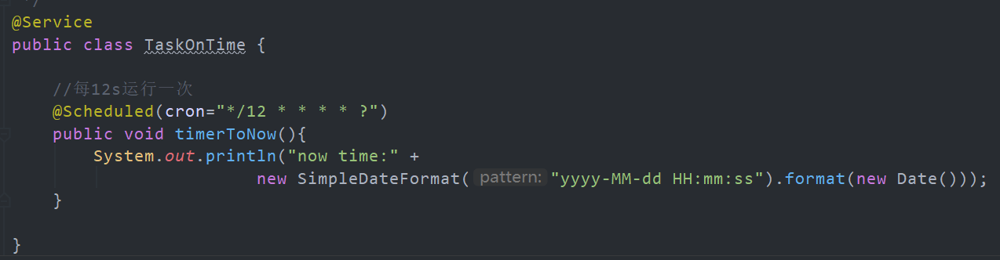 */
@Service
public class TaskOnTime {
//每12s运行一次
@Scheduled(cron="*/12 * * * * ?")
public void timerToNow(){
System.out.println("now time:" +
new SimpleDateFormat( pattern: "yyyy-MM-dd HH:mm:ss").format(new Date()));
}
}